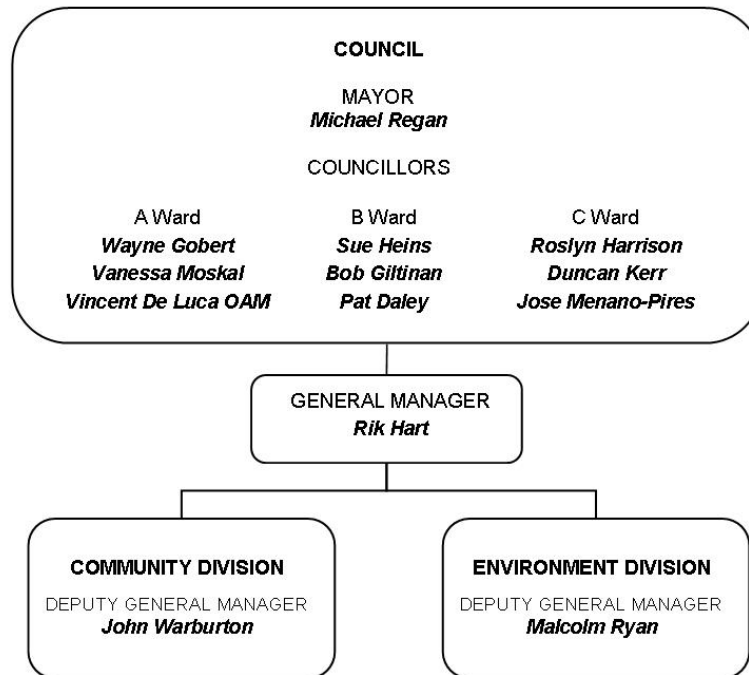 COUNCIL
MAYOR
Michael Regan
COUNCILLORS
A Ward
Wayne Gobert
Vanessa Moskal
Vincent De Luca OAM
B Ward
Sue Heins
Bob Giltinan
Pat Daley
C Ward
Roslyn Harrison
Duncan Kerr
Jose Menano-Pires
GENERAL MANAGER
Rik Hart
COMMUNITY DIVISION
DEPUTY GENERAL MANAGER
John Warburton
ENVIRONMENT DIVISION
DEPUTY GENERAL MANAGER
Malcolm Ryan